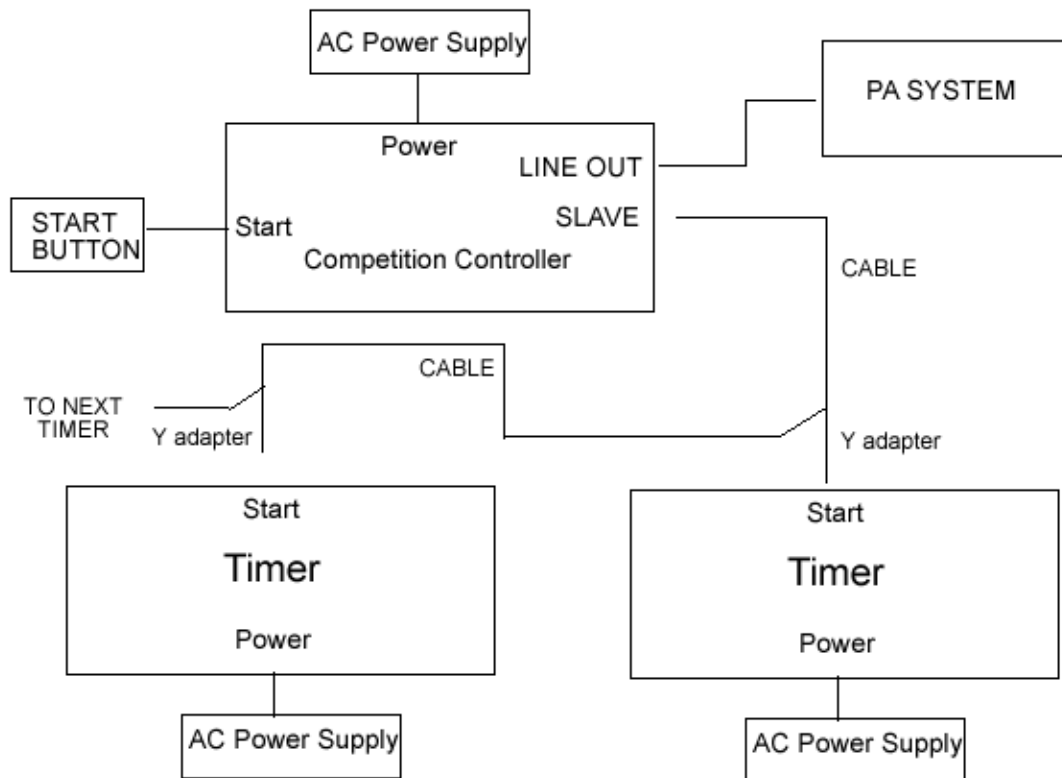 AC Power Supply
PA SYSTEM
Power
LINE OUT
SLAVE
START
BUTTON
Start
Competition Controller
CABLE
CABLE
TO NEXT
TIMER
Y adapter
Y adapter
Start
Timer
Power
AC Power Supply
Start
Timer
Power
AC Power Supply